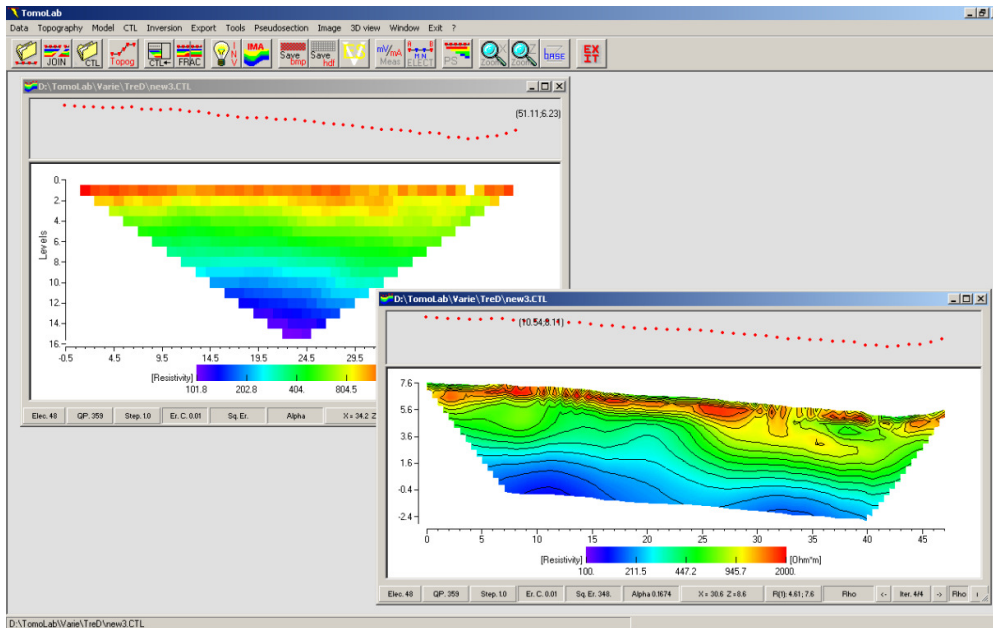 TomoLab
Data Topography Model CTL Inversion Export Tools Pseudosection Image 3D view Window Exit ?
JOIN CTL Topog CTL FRAC INV IMA Save bmp Save hdf mV/mA Meas A B M N ELECT PS Zoom Zoom BASE EX IT
D:\TomoLab\Varie\TreD\new3.CTL
(51.11;6.23)
Levels
0.
2.
4.
6.
8.
10.
12.
14.
16.
-0.5 4.5 9.5 14.5 19.5 24.5 29.5
[Resistivity]
101.8 202.8 404. 804.5
Elec. 48 QP. 359 Step. 1.0 Er. C. 0.01 Sq. Er. Alpha X = 34.2 Z
D:\TomoLab\Varie\TreD\new3.CTL
(10.54;8.11)
7.6
5.6
3.6
1.6
-0.4
-2.4
0 5 10 15 20 25 30 35 40 45
[Resistivity] [Ohm*m]
100. 211.5 447.2 945.7 2000.
Elec. 48 QP. 359 Step. 1.0 Er. C. 0.01 Sq. Er. 348. Alpha 0.1674 X = 30.6 Z =8.6 R(1): 4.61; 7.6 Rho <- Iter. 4/4 -> Rho
D:\TomoLab\Varie\TreD\new3.CTL